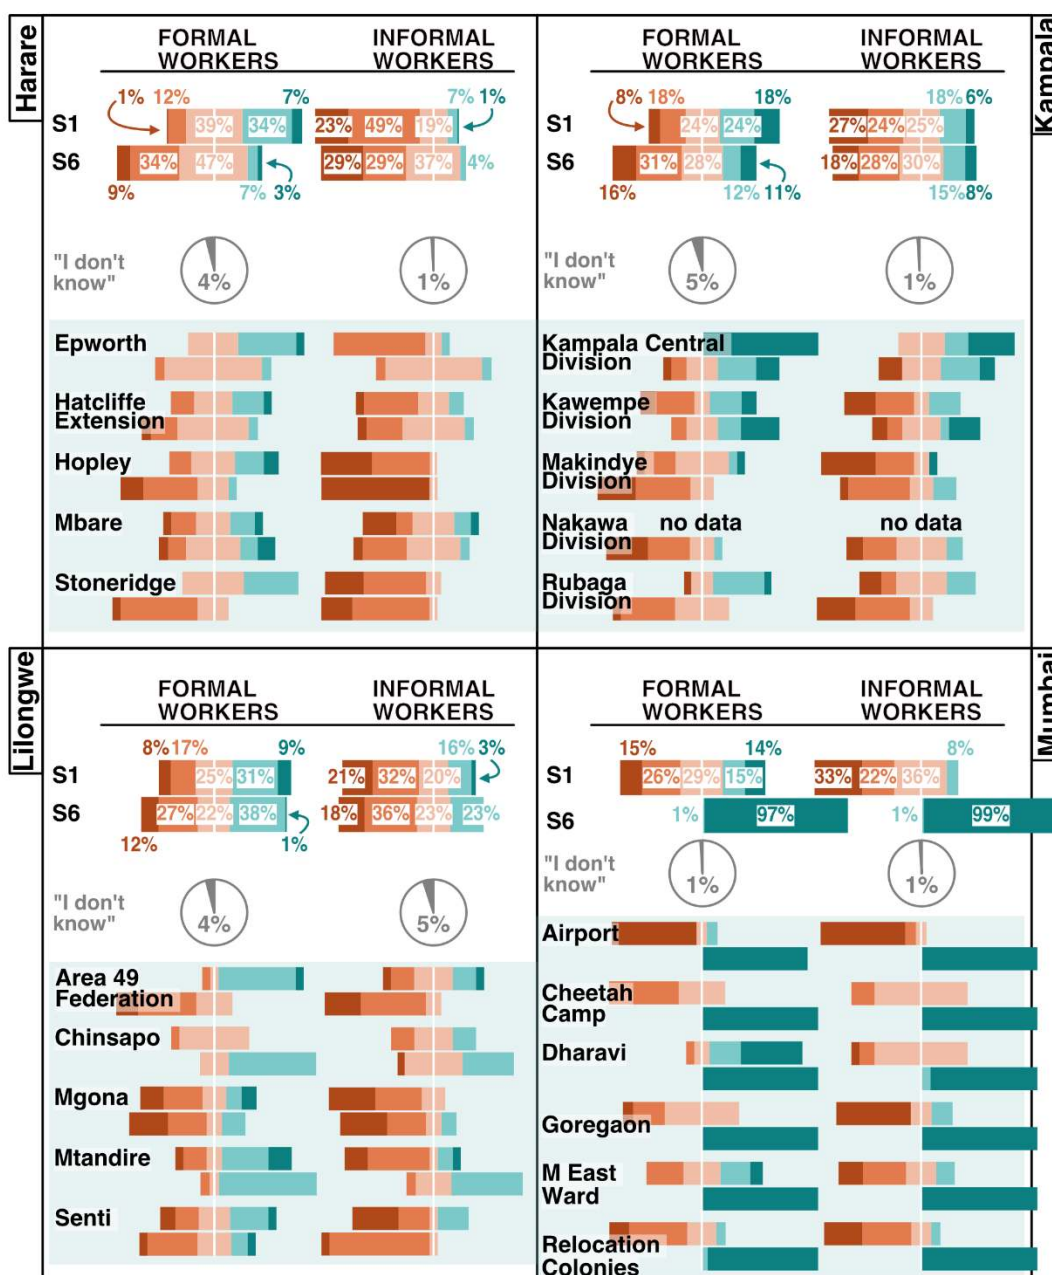 Harare
FORMAL WORKERS
INFORMAL WORKERS
1% 12% 7% 7% 1%
S1 39% 34% 23% 49% 19%
S6 34% 47% 29% 29% 37% 4%
9% 7% 3%
"I don't know"
4% 1%
Epworth
Hatcliffe Extension
Hopley
Mbare
Stoneridge
Kampala
FORMAL WORKERS
INFORMAL WORKERS
8% 18% 18% 18% 6%
S1 24% 24% 27% 24% 25%
S6 31% 28% 18% 28% 30%
16% 12% 11% 15% 8%
5% 1%
Kampala Central Division
Kawempe Division
Makindye Division
Nakawa Division
no data no data
Rubaga Division
Lilongwe
FORMAL WORKERS
INFORMAL WORKERS
8% 17% 9% 16% 3%
S1 25% 31% 21% 32% 20%
S6 27% 22% 38% 18% 36% 23% 23%
12% 1%
"I don't know"
4% 5%
Area 49 Federation
Chinsapo
Mgona
Mtandire
Senti
Mumbai
FORMAL WORKERS
INFORMAL WORKERS
15% 14% 8%
S1 26% 29% 15% 33% 22% 36%
S6 1% 97% 1% 99%
"I don't know"
1% 1%
Airport
Cheetah Camp
Dharavi
Goregaon
M East Ward
Relocation Colonies